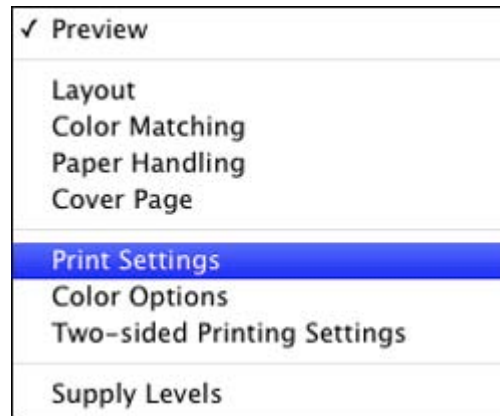 ✓ Preview
Layout
Color Matching
Paper Handling
Cover Page
Print Settings
Color Options
Two-sided Printing Settings
Supply Levels